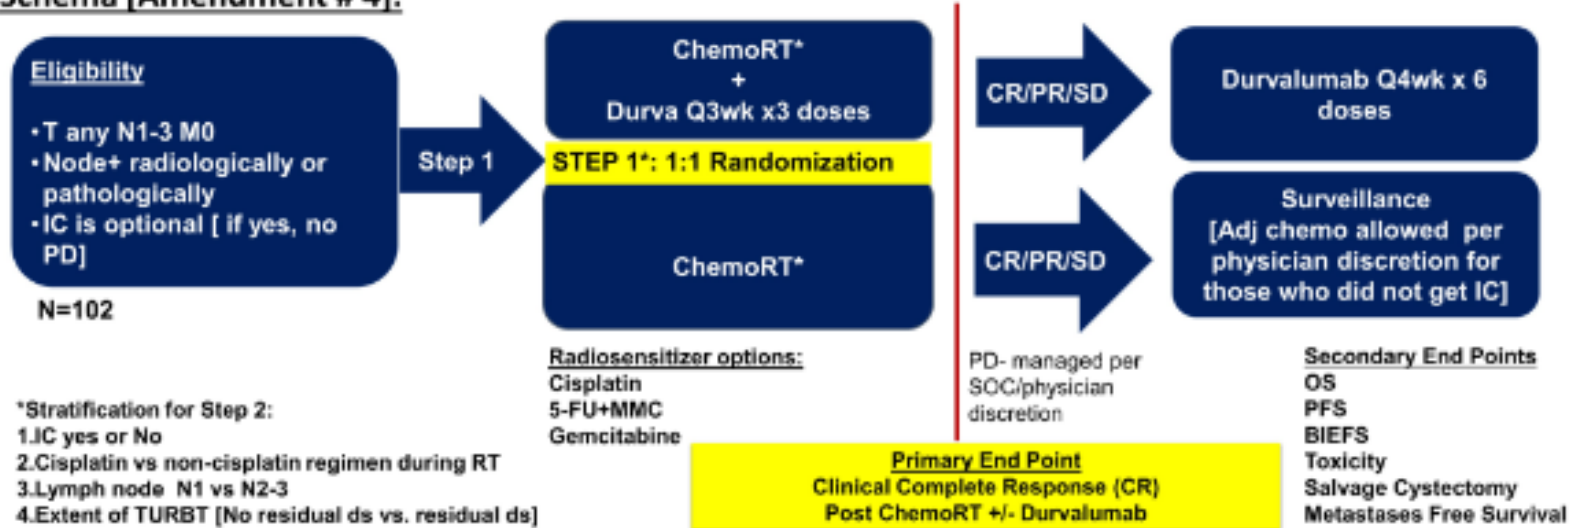 Schema [Amendment # 4]:
Eligibility
• T any N1-3 M0
• Node+ radiologically or
pathologically
• IC is optional [ if yes, no
PD]
N=102
Step 1
ChemoRT*
+
Durva Q3wk x3 doses
STEP 1*: 1:1 Randomization
ChemoRT*
CR/PR/SD
Durvalumab Q4wk x 6
doses
CR/PR/SD
Surveillance
[Adj chemo allowed per
physician discretion for
those who did not get IC]
*Stratification for Step 2:
1.IC yes or No
2.Cisplatin vs non-cisplatin regimen during RT
3.Lymph node N1 vs N2-3
4.Extent of TURBT [No residual ds vs. residual ds]
Radiosensitizer options:
Cisplatin
5-FU+MMC
Gemcitabine
PD- managed per
SOC/physician
discretion
Primary End Point
Clinical Complete Response (CR)
Post ChemoRT +/- Durvalumab
Secondary End Points
OS
PFS
BIEFS
Toxicity
Salvage Cystectomy
Metastases Free Survival